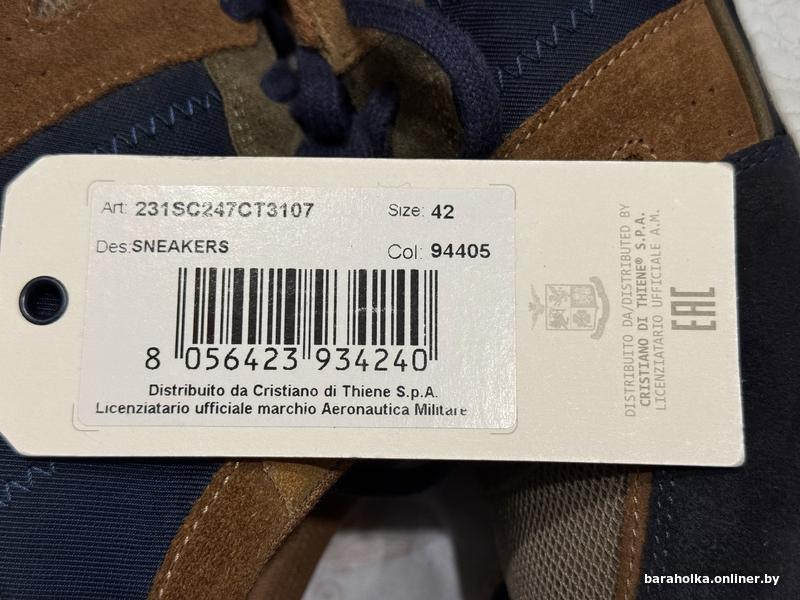 Art: 231SC247CT3107 Size: 42
Des:SNEAKERS Col: 94405
8 056423 934240
Distribuito da Cristiano di Thiene S.p.A.
Licenziatario ufficiale marchio Aeronautica Militare
DISTRIBUITO DA/DISTRIBUTED BY
CRISTIANO DI THIENE® S.P.A.
LICENZIATARIO UFFICIALE A.M.
EAC
baraholka.onliner.by